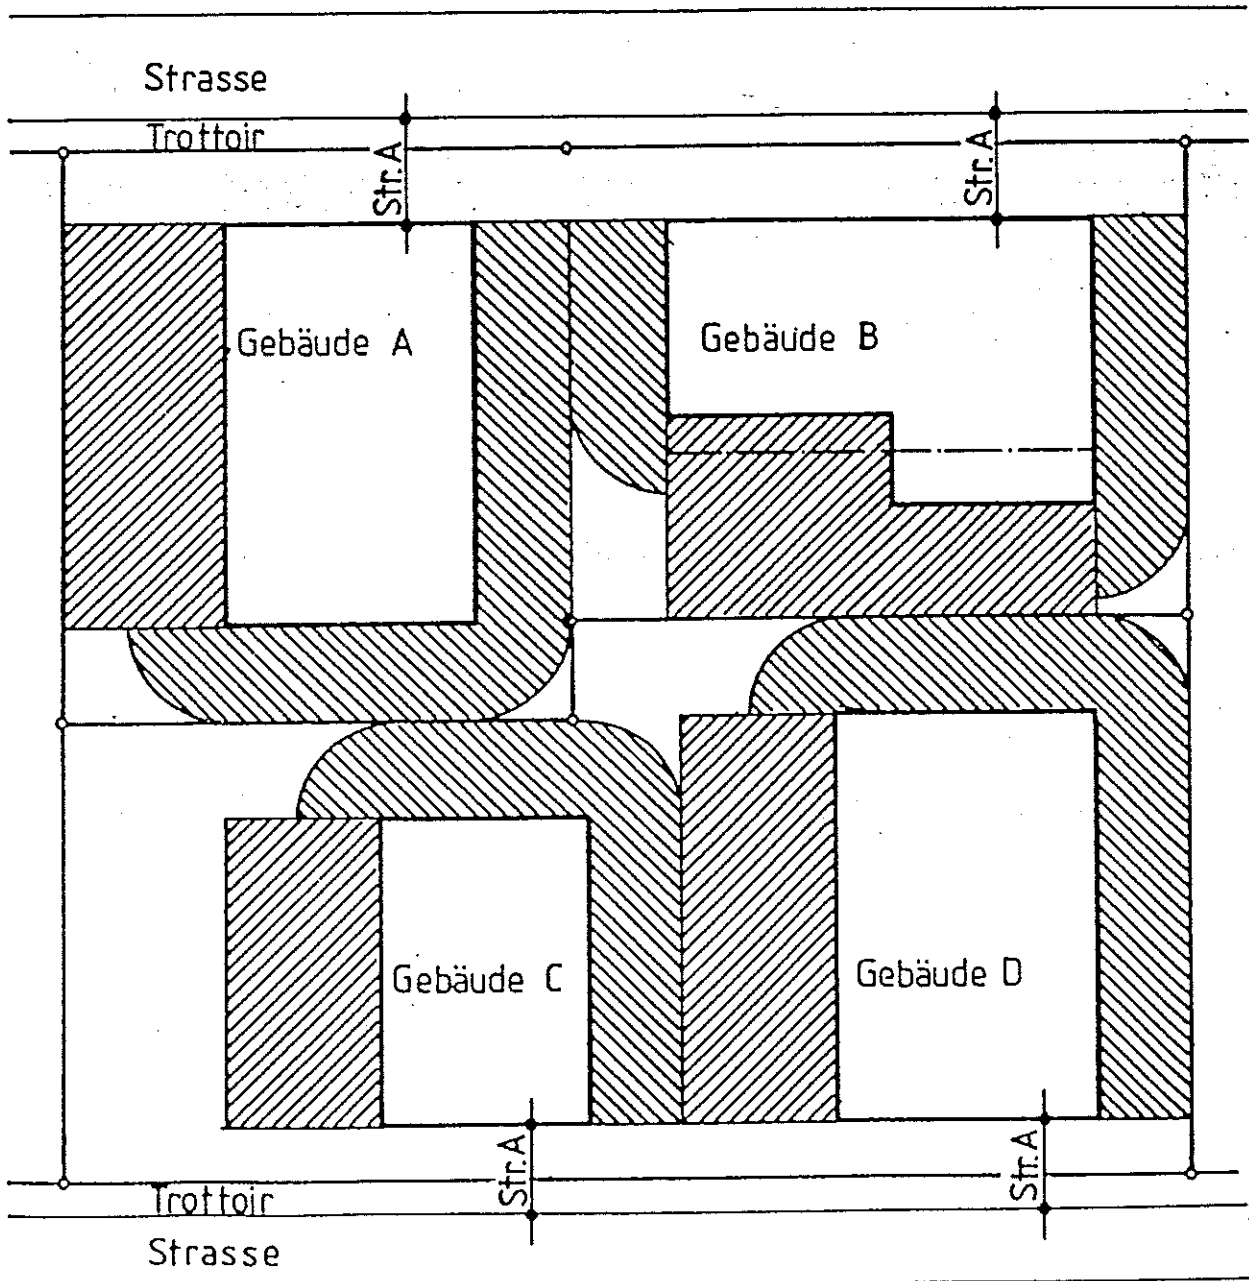 Strasse
Trottoir
Str.A
Str.A
Gebäude A
Gebäude B
Gebäude C
Gebäude D
Str.A
Str.A
Trottoir
Strasse